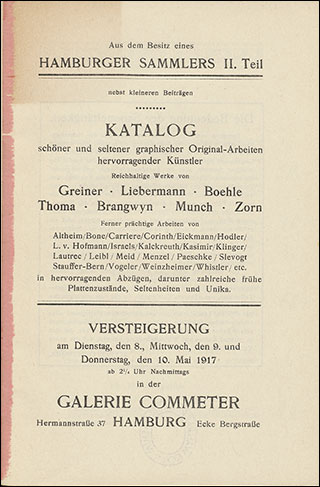 Aus dem Besitz eines
HAMBURGER SAMMLERS II. Teil
nebst kleineren Beiträgen
KATALOG
schöner und seltener graphischer Original-Arbeiten
hervorragender Künstler
Reichhaltige Werke von
Greiner · Liebermann · Boehle
Thoma · Brangwyn · Munch · Zorn
Ferner prächtige Arbeiten von
Altheim/Bone/Carriere/Corinth/Eickmann/Hodler/
L. v. Hofmann/Israels/Kalckreuth/Kasimir/Klinger/
Lautrec / Leibl / Meid / Menzel / Paeschke / Slevogt
Stauffer-Bern/Vogeler/Weinzheimer/Whistler/ etc.
in hervorragenden Abzügen, darunter zahlreiche frühe
Plattenzustände, Seltenheiten und Unika.
VERSTEIGERUNG
am Dienstag, den 8., Mittwoch, den 9. und
Donnerstag, den 10. Mai 1917
ab Uhr Nachmittags
in der
GALERIE COMMETER
Hermannstraße 37 HAMBURG Ecke Bergstraße